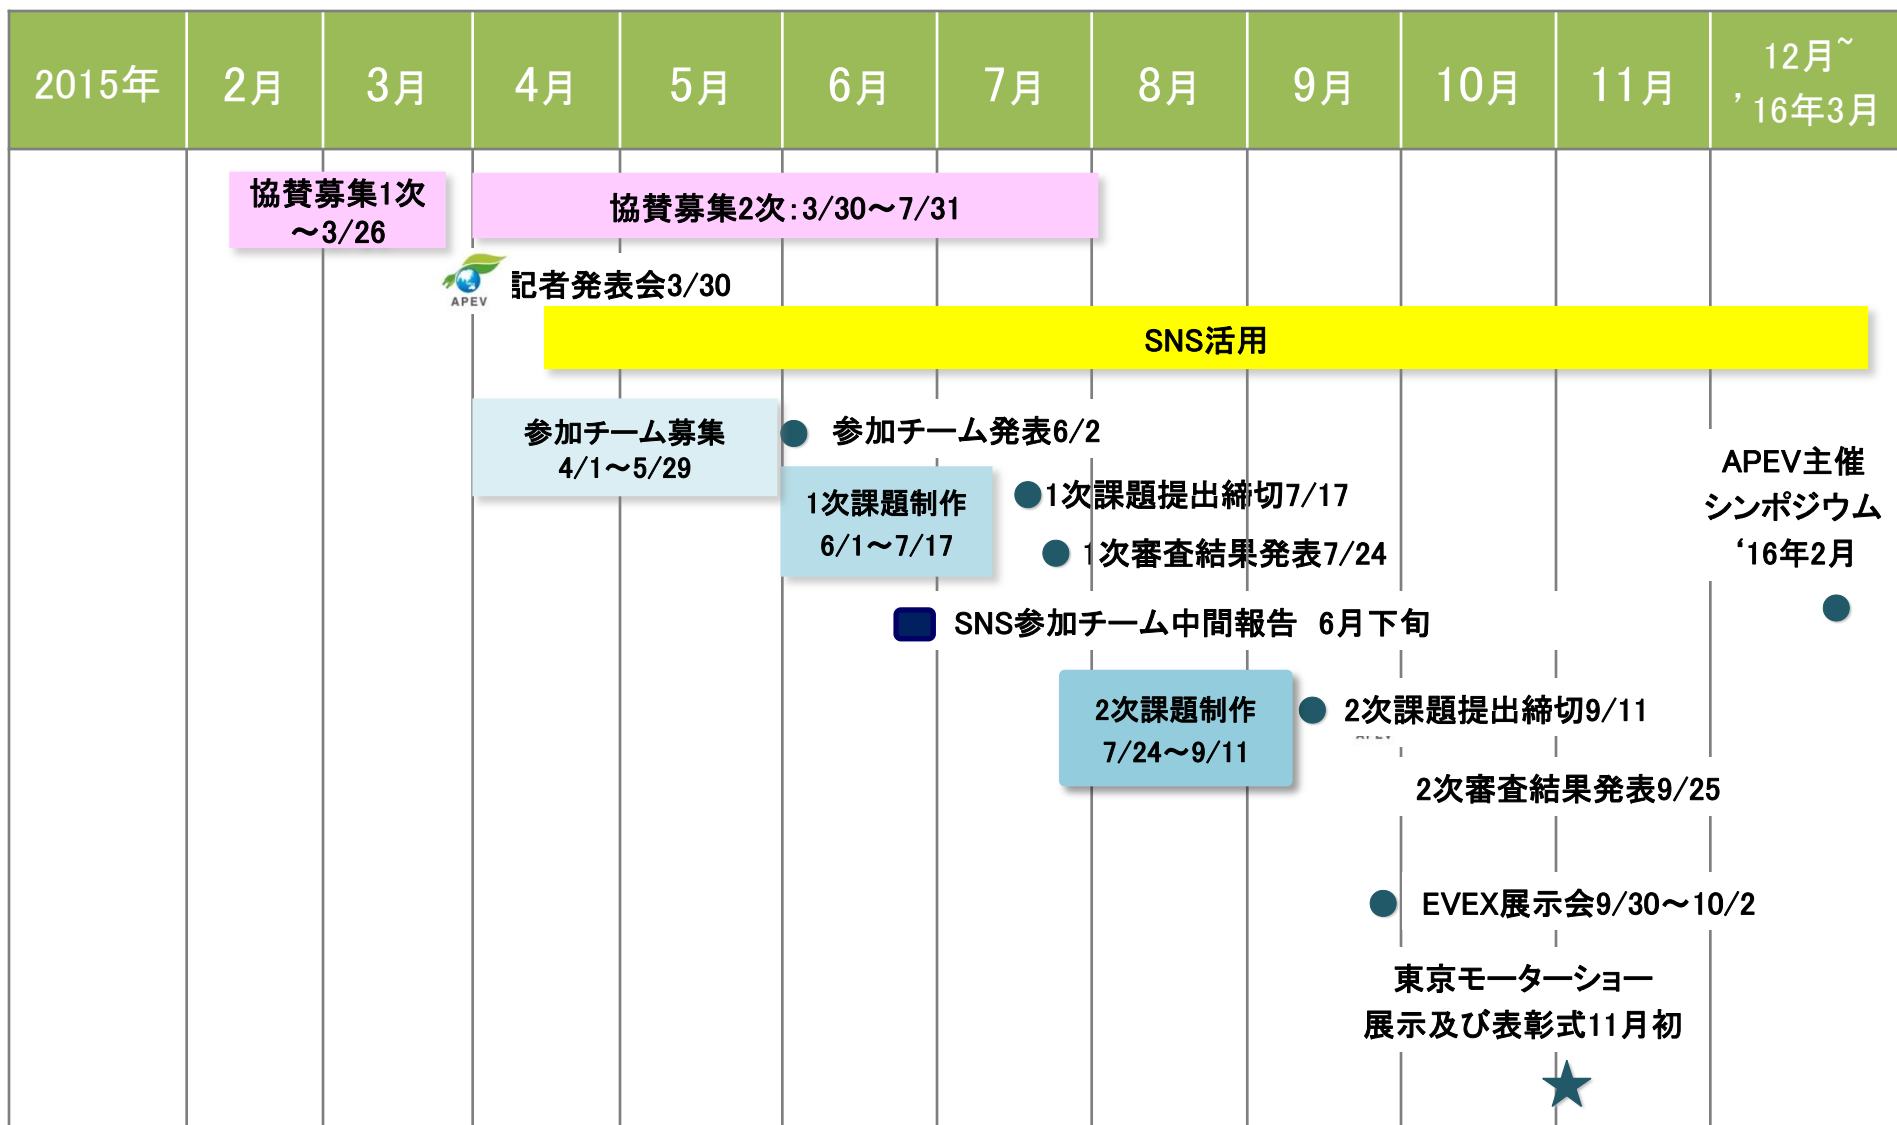 2015年
2月
3月
4月
5月
6月
7月
8月
9月
10月
11月
12月~
’16年3月
協賛募集1次
～3/26
協賛募集2次：3/30～7/31
APEV
記者発表会3/30
SNS活用
参加チーム募集
4/1～5/29
参加チーム発表6/2
1次課題制作
6/1～7/17
1次課題提出締切7/17
1次審査結果発表7/24
APEV主催
シンポジウム
‘16年2月
SNS参加チーム中間報告　6月下旬
2次課題制作
7/24～9/11
2次課題提出締切9/11
2次審査結果発表9/25
EVEX展示会9/30～10/2
東京モーターショー
展示及び表彰式11月初